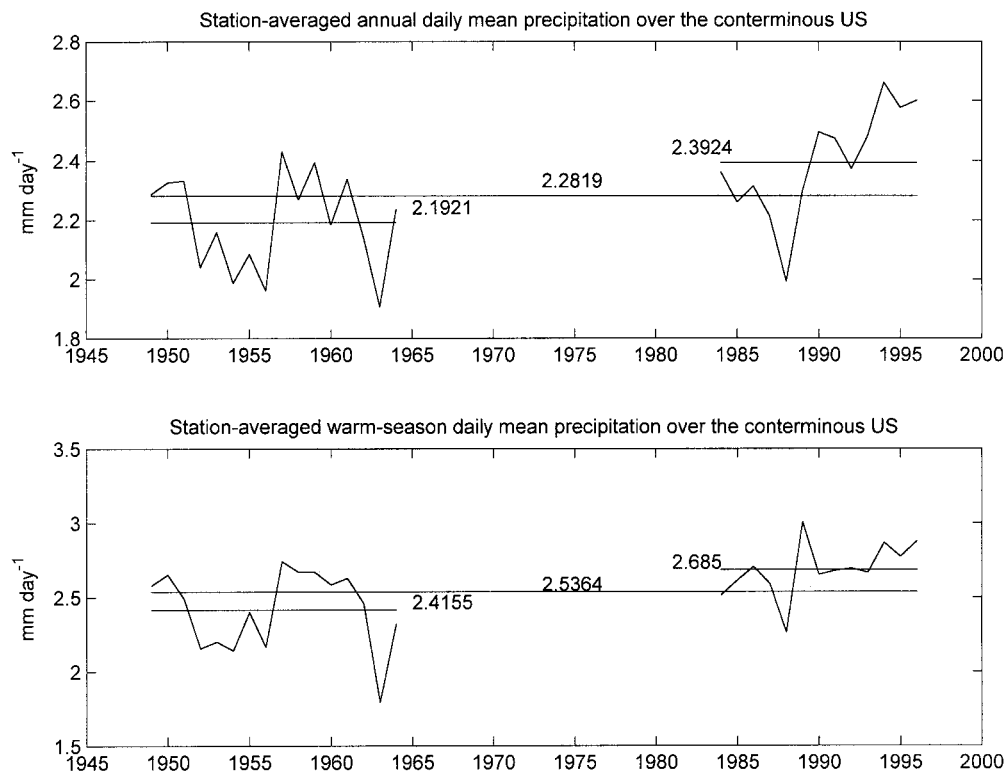 Station-averaged annual daily mean precipitation over the conterminous US
2.8
2.6
2.4
2.2
2
1.8
mm day⁻¹
2.3924
2.2819
2.1921
1945 1950 1955 1960 1965 1970 1975 1980 1985 1990 1995 2000
Station-averaged warm-season daily mean precipitation over the conterminous US
3.5
3
2.5
2
1.5
mm day⁻¹
2.685
2.5364
2.4155
1945 1950 1955 1960 1965 1970 1975 1980 1985 1990 1995 2000